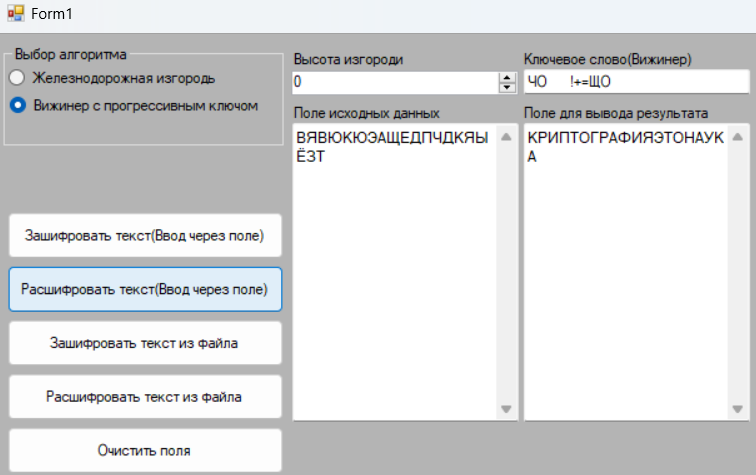 Form1
Выбор алгоритма
Железнодорожная изгородь
Вижинер с прогрессивным ключом
Высота изгороди
0
Ключевое слово(Вижинер)
ЧО !+=ЩО
Поле исходных данных
ВЯВЮКЮЭАЩЕДПЧДКЯЫ
ЁЗТ
Поле для вывода результата
КРИПТОГРАФИЯЭТОНАУК
А
Зашифровать текст(Ввод через поле)
Расшифровать текст(Ввод через поле)
Зашифровать текст из файла
Расшифровать текст из файла
Очистить поля